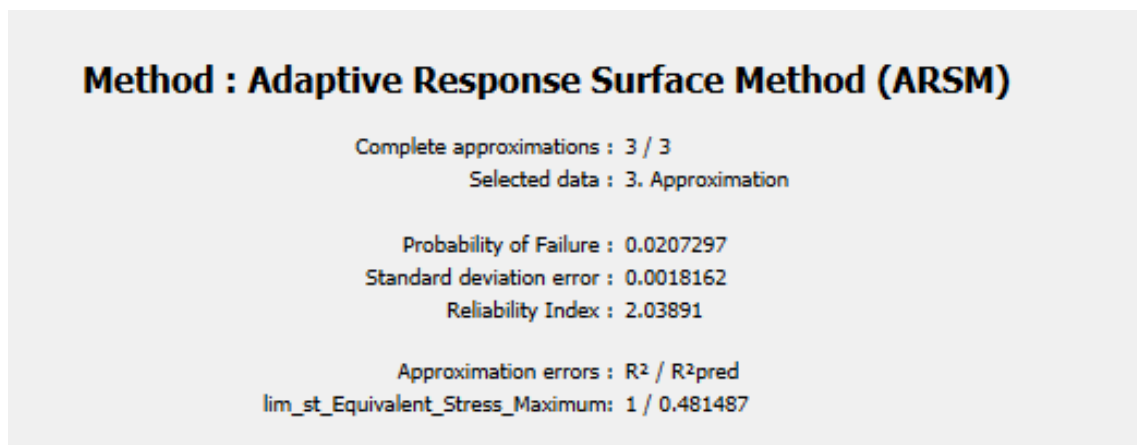 Method : Adaptive Response Surface Method (ARSM)
Complete approximations : 3 / 3
Selected data : 3. Approximation
Probability of Failure : 0.0207297
Standard deviation error : 0.0018162
Reliability Index : 2.03891
Approximation errors : R² / R²pred
lim_st_Equivalent_Stress_Maximum: 1 / 0.481487